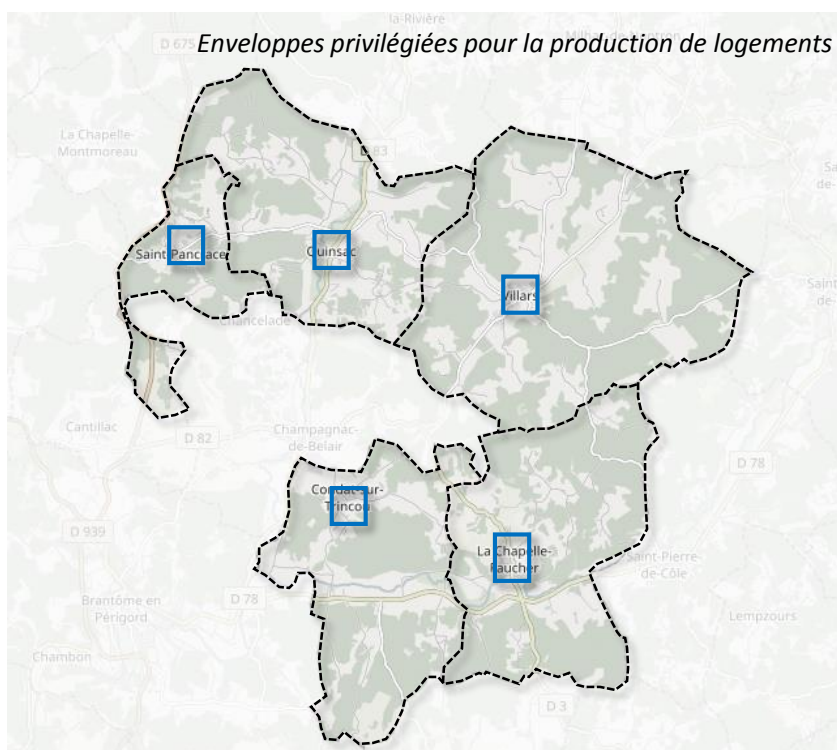 la-Rivière
D 675
Enveloppes privilégiées pour la production de logements
La Chapelle-
Montmoreau
D 83
Saint-Pancrace
Quinsac
Villars
Chancelade
Cantillac
D 82
Champagnac-
de-Belair
D 78
Condat-sur-
Trincou
D 939
La Chapelle-
Faucher
Saint-Pierre-
de-Côle
Brantôme en
Périgord
D 78
Lempzours
Chambon
D 3